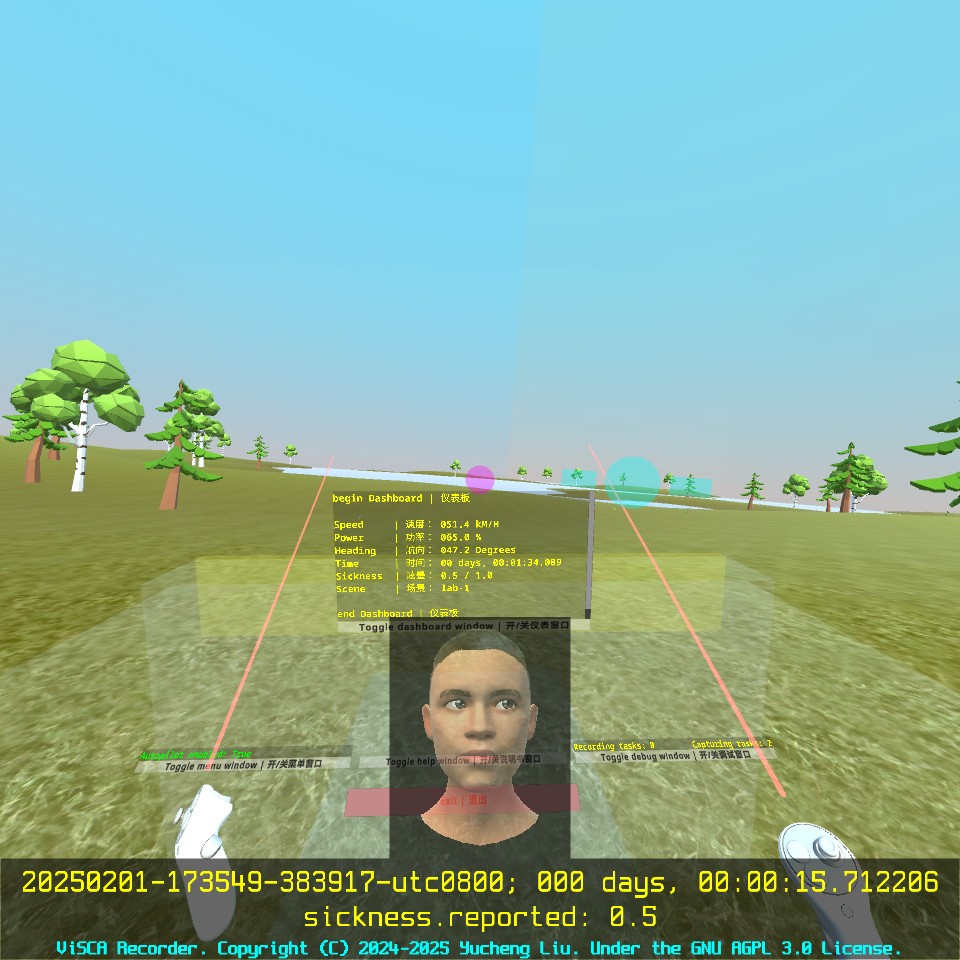 begin Dashboard | 仪表板
Speed | 速度： 051.4 kM/H
Power | 功率： 065.0 %
Heading | 航向： 047.2 Degrees
Time | 时间： 00 days, 00:01:34.089
Sickness | 眩晕： 0.5 / 1.0
Scene | 场景： lab-1
end Dashboard | 仪表板
Toggle dashboard window | 开/关仪表窗口
Autopilot enabled: True
Recording tasks: 0 Capturing tasks: 2
Toggle menu window | 开/关菜单窗口
Toggle help window | 开/关说明书窗口
Toggle debug window | 开/关调试窗口
Exit | 退出
20250201-173549-383917-utc0800; 000 days, 00:00:15.712206
sickness.reported: 0.5
ViSCA Recorder. Copyright (C) 2024-2025 Yucheng Liu. Under the GNU AGPL 3.0 License.